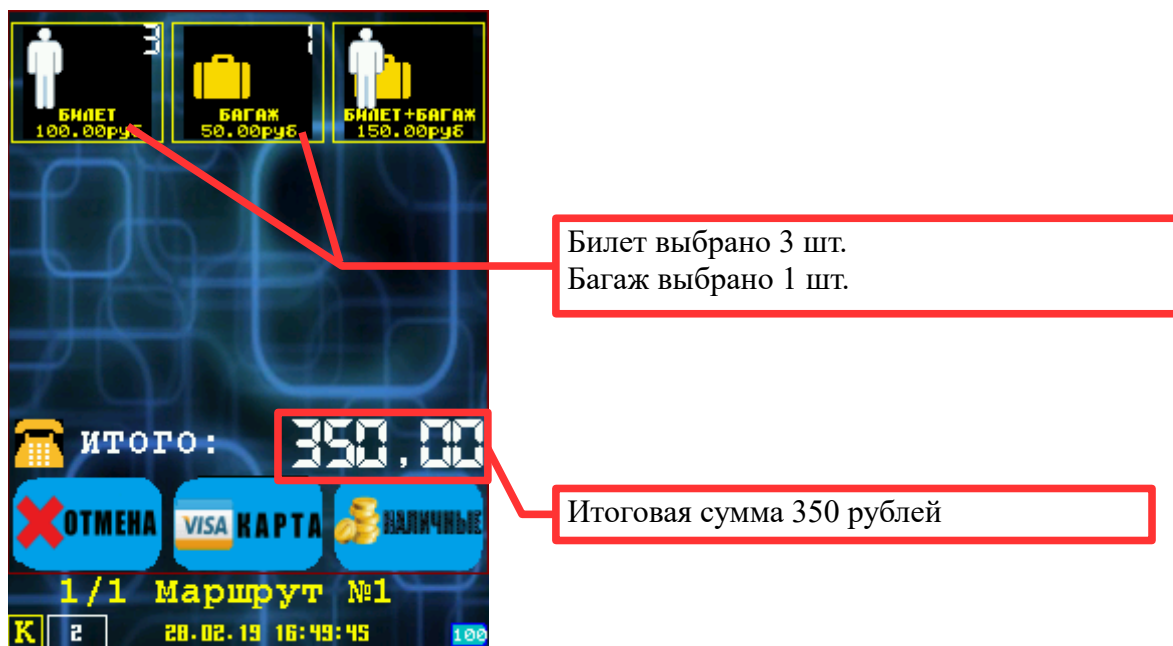 3
1
БИЛЕТ
100.00руб
БАГАЖ
50.00руб
БИЛЕТ+БАГАЖ
150.00руб
Билет выбрано 3 шт.
Багаж выбрано 1 шт.
ИТОГО: 350,00
Итоговая сумма 350 рублей
ОТМЕНА
VISA КАРТА
НАЛИЧНЫЕ
1/1 Маршрут №1
К 2 28.02.19 16:49:45 100